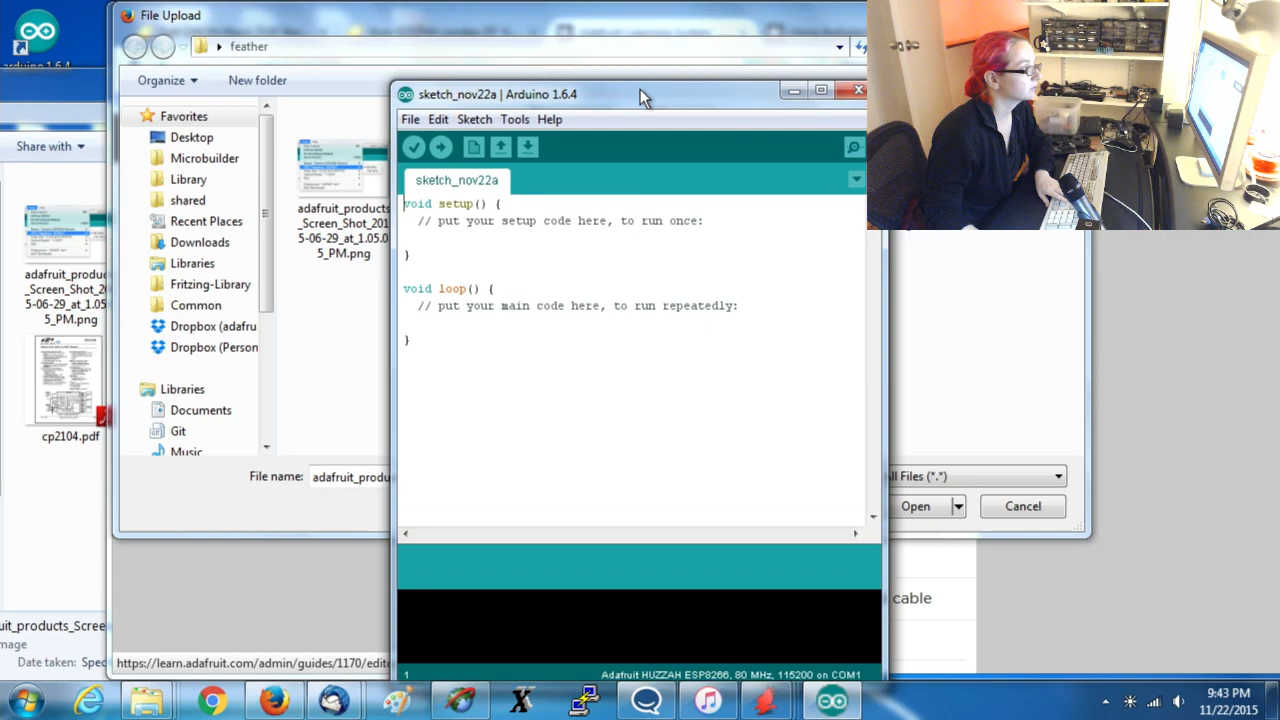 arduino 1.6.4
File Upload
feather
Organize
New folder
Share with
Favorites
Desktop
Microbuilder
Library
shared
Recent Places
Downloads
Libraries
Fritzing-Library
Common
Dropbox (adafru
Dropbox (Person
Libraries
Documents
Git
Music
adafruit_products
_Screen_Shot_201
5-06-29_at_1.05.0
5_PM.png
adafruit_produc
_Screen_Shot_20
5-06-29_at_1.05.
5_PM.png
cp2104.pdf
File name:
adafruit_produ
All Files (*.*)
Open
Cancel
sketch_nov22a | Arduino 1.6.4
File Edit Sketch Tools Help
sketch_nov22a
void setup() {
// put your setup code here, to run once:
}
void loop() {
// put your main code here, to run repeatedly:
}
1
Adafruit HUZZAH ESP8266, 80 MHz, 115200 on COM1
cable
uit_products_Scree
mage
Date taken: Spec
https://learn.adafruit.com/admin/guides/1170/edit
9:43 PM
11/22/2015